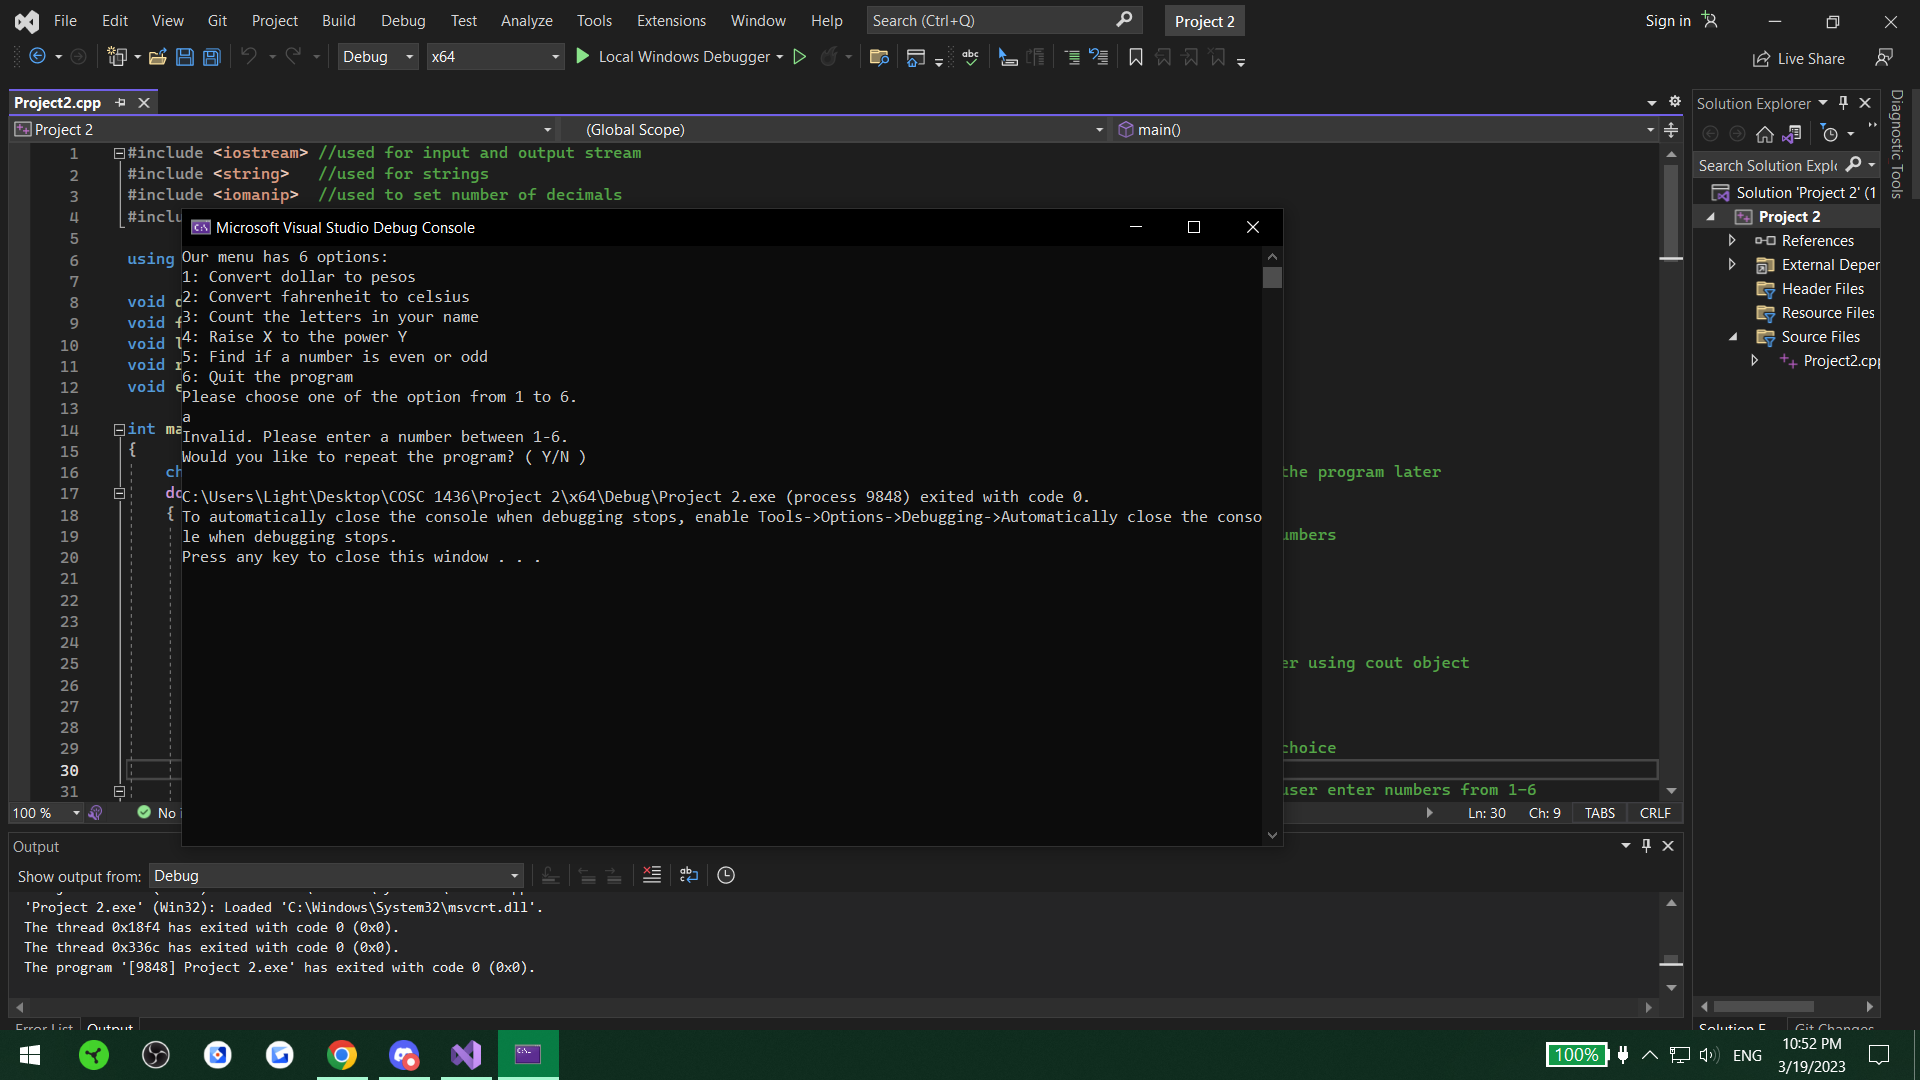 File Edit View Git Project Build Debug Test Analyze Tools Extensions Window Help Search (Ctrl+Q) Project 2 Sign in
Debug x64 Local Windows Debugger Live Share
Project2.cpp
Project 2 (Global Scope) main()
1 #include <iostream> //used for input and output stream
2 #include <string> //used for strings
3 #include <iomanip> //used to set number of decimals
4 #inclu
5
6 using
7
8 void
9 void f
10 void l
11 void r
12 void e
13
14 int ma
15 {
16 ch the program later
17 do
18 {
19 umbers
20
21
22
23
24
25 er using cout object
26
27
28
29 choice
30
31 user enter numbers from 1-6
Microsoft Visual Studio Debug Console
Our menu has 6 options:
1: Convert dollar to pesos
2: Convert fahrenheit to celsius
3: Count the letters in your name
4: Raise X to the power Y
5: Find if a number is even or odd
6: Quit the program
Please choose one of the option from 1 to 6.
a
Invalid. Please enter a number between 1-6.
Would you like to repeat the program? ( Y/N )
C:\Users\Light\Desktop\COSC 1436\Project 2\x64\Debug\Project 2.exe (process 9848) exited with code 0.
To automatically close the console when debugging stops, enable Tools->Options->Debugging->Automatically close the conso
le when debugging stops.
Press any key to close this window . . .
100 % No i Ln: 30 Ch: 9 TABS CRLF
Output
Show output from: Debug
'Project 2.exe' (Win32): Loaded 'C:\Windows\System32\msvcrt.dll'.
The thread 0x18f4 has exited with code 0 (0x0).
The thread 0x336c has exited with code 0 (0x0).
The program '[9848] Project 2.exe' has exited with code 0 (0x0).
Error List Output
Solution Explorer
Search Solution Explo
Solution 'Project 2' (1
Project 2
References
External Deper
Header Files
Resource Files
Source Files
Project2.cpp
Solution E... Git Changes
Diagnostic Tools
100% ENG 10:52 PM
3/19/2023